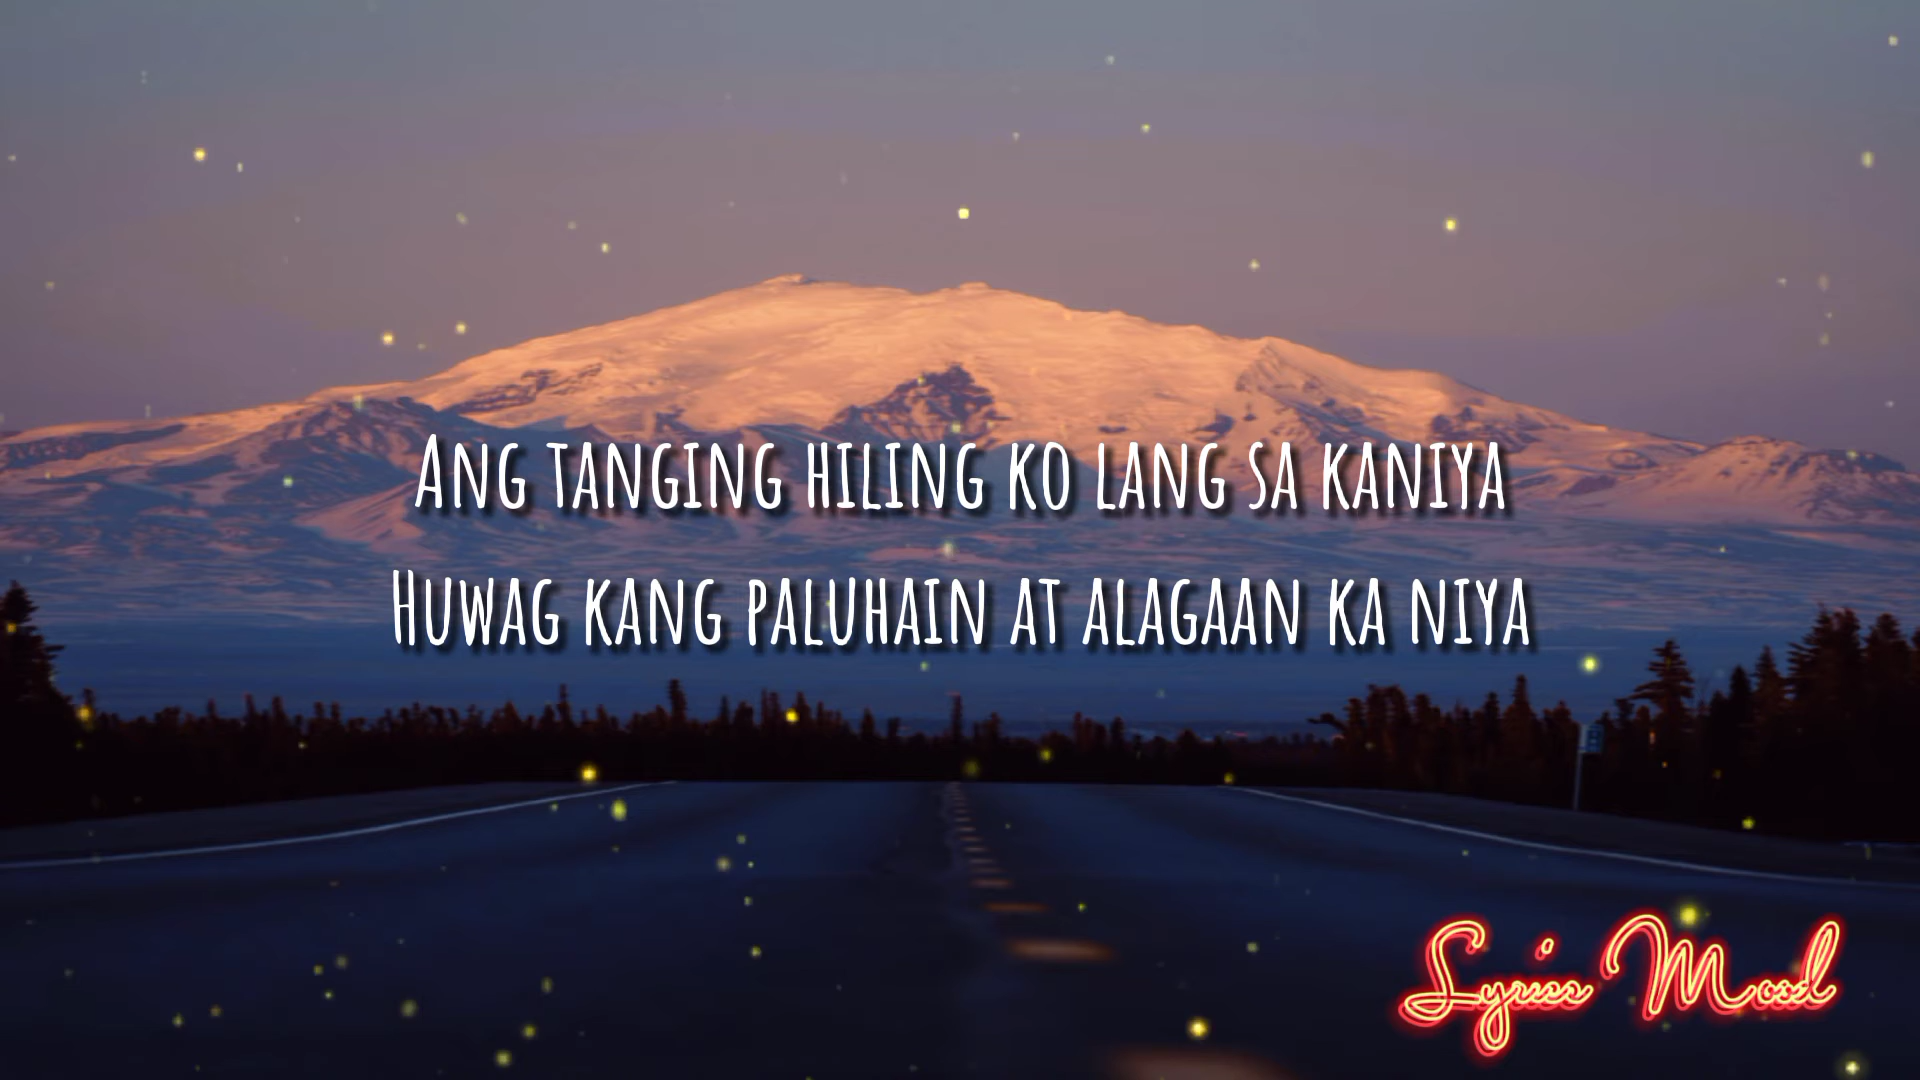 Ang tanging hiling ko lang sa kaniya
Huwag kang paluhain at alagaan ka niya
Lyrics Mood